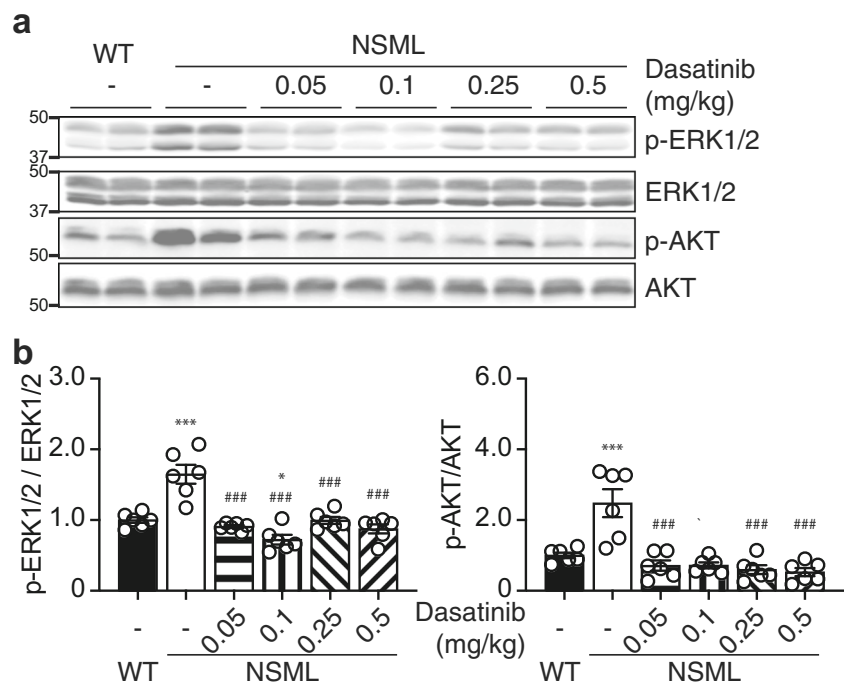 a
WT NSML
- - 0.05 0.1 0.25 0.5 Dasatinib (mg/kg)
50
37
p-ERK1/2
50
37
ERK1/2
50
p-AKT
50
AKT
b
p-ERK1/2 / ERK1/2
3.0
2.0
1.0
0
*** ### * ### ### ###
- - 0.05 0.1 0.25 0.5
WT NSML
Dasatinib
(mg/kg)
p-AKT/AKT
6.0
4.0
2.0
0
*** ### ` ### ###
- - 0.05 0.1 0.25 0.5
WT NSML